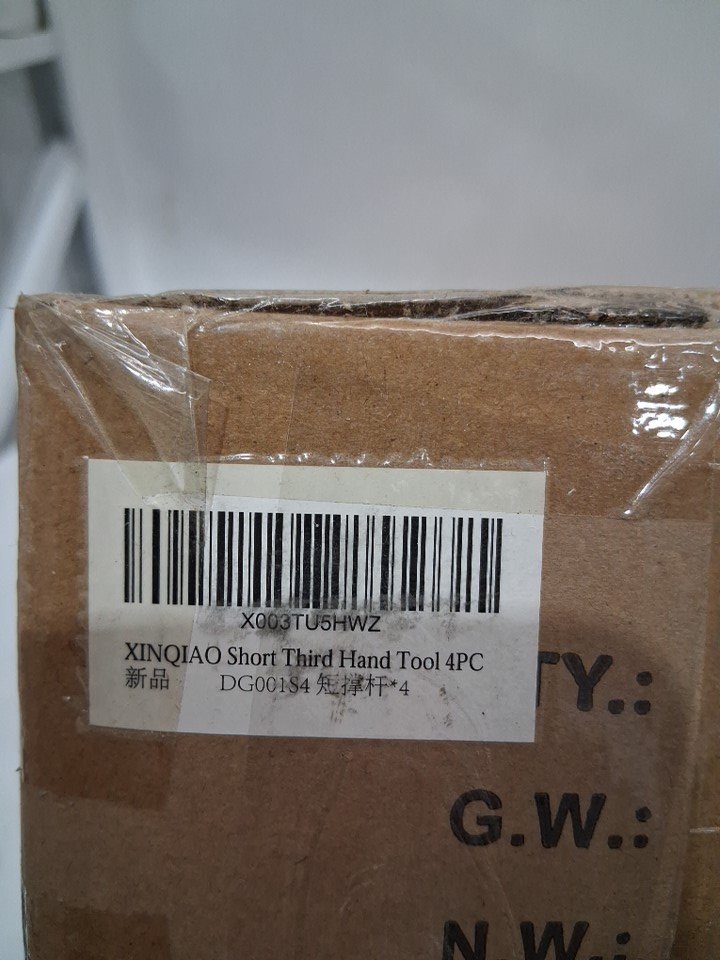 X003TU5HWZ
XINQIAO Short Third Hand Tool 4PC
新品 DG001S4 短撑杆*4
TY.:
G.W.:
N.W.: